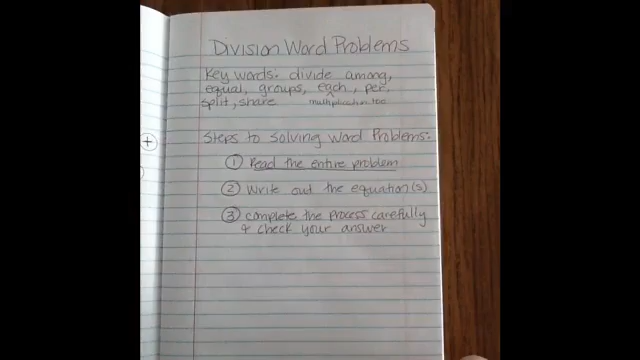 Division Word Problems
Key words: divide among,
equal, groups, each, per,
split, share
multiplication too
Steps to Solving Word Problems:
① Read the entire problem
② Write out the equation(s)
③ complete the process carefully
& check your answer
+